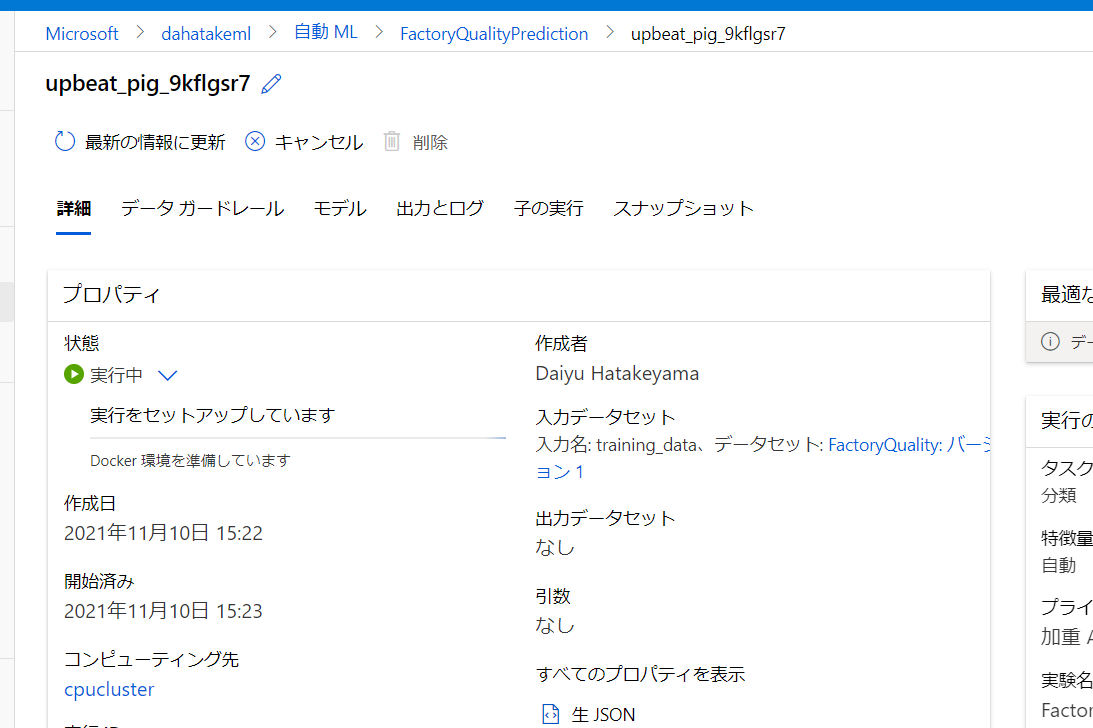 Microsoft > dahatakeml > 自動 ML > FactoryQualityPrediction > upbeat_pig_9kflgsr7
upbeat_pig_9kflgsr7
最新の情報に更新 キャンセル 削除
詳細 データ ガードレール モデル 出力とログ 子の実行 スナップショット
プロパティ
状態
実行中
実行をセットアップしています
Docker 環境を準備しています
作成日
2021年11月10日 15:22
開始済み
2021年11月10日 15:23
コンピューティング先
cpucluster
作成者
Daiyu Hatakeyama
入力データセット
入力名: training_data、データセット: FactoryQuality: バージ
ョン 1
出力データセット
なし
引数
なし
すべてのプロパティを表示
生 JSON
最適な
デー
実行の
タスク
分類
特徴量
自動
プライ
加重 A
実験名
Factor